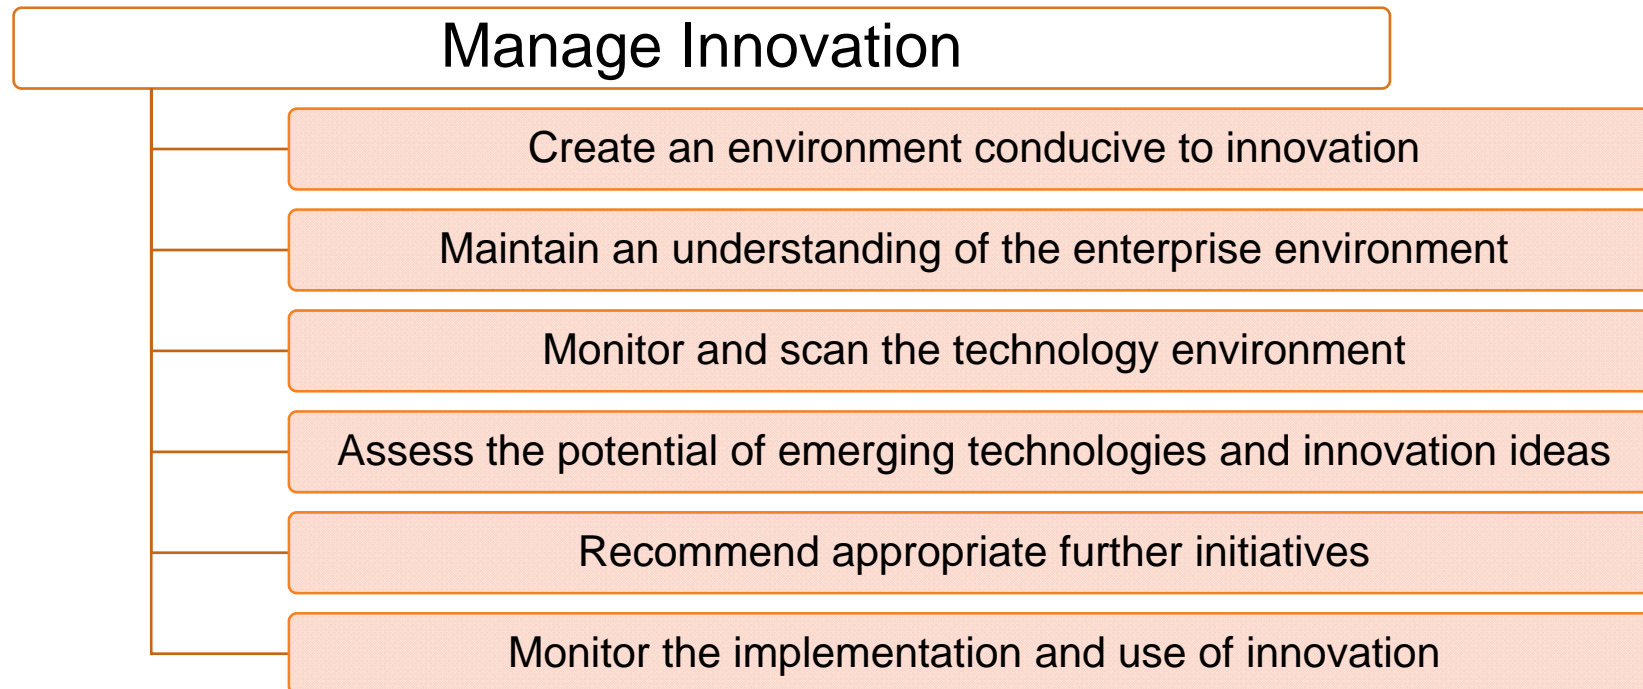 Manage Innovation
Create an environment conducive to innovation
Maintain an understanding of the enterprise environment
Monitor and scan the technology environment
Assess the potential of emerging technologies and innovation ideas
Recommend appropriate further initiatives
Monitor the implementation and use of innovation